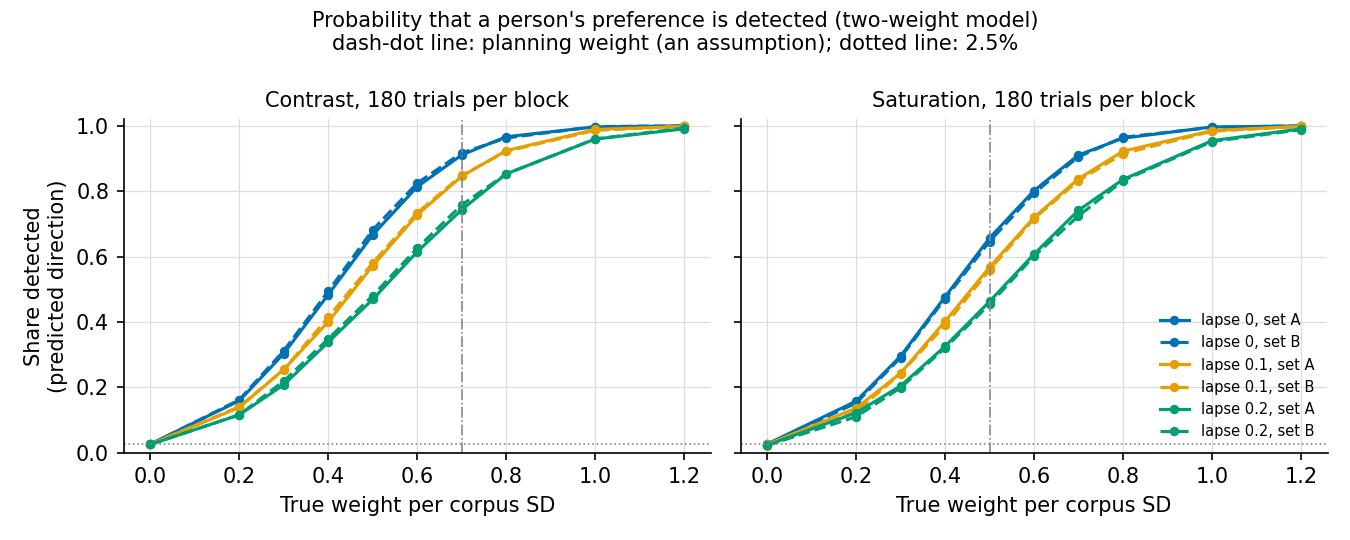 Probability that a person's preference is detected (two-weight model)
dash-dot line: planning weight (an assumption); dotted line: 2.5%
Contrast, 180 trials per block
Saturation, 180 trials per block
Share detected
(predicted direction)
1.0
0.8
0.6
0.4
0.2
0.0
0.0 0.2 0.4 0.6 0.8 1.0 1.2
True weight per corpus SD
lapse 0, set A
lapse 0, set B
lapse 0.1, set A
lapse 0.1, set B
lapse 0.2, set A
lapse 0.2, set B
0.0 0.2 0.4 0.6 0.8 1.0 1.2
True weight per corpus SD